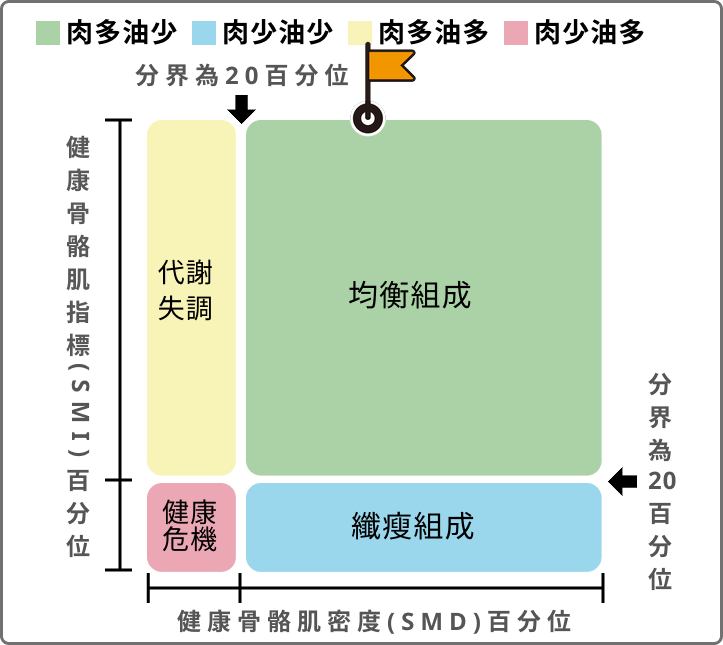 肉多油少 肉少油少 肉多油多 肉少油多
分界為20百分位
健康骨骼肌指標(SMI)百分位
代謝
失調
均衡組成
分界為20百分位
健康
危機
纖瘦組成
健康骨骼肌密度(SMD)百分位